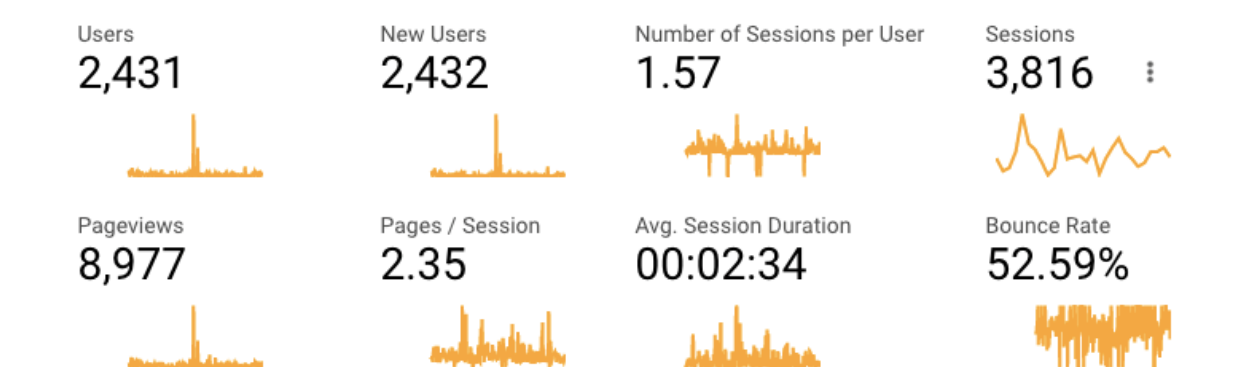 Users
2,431
New Users
2,432
Number of Sessions per User
1.57
Sessions
3,816
Pageviews
8,977
Pages / Session
2.35
Avg. Session Duration
00:02:34
Bounce Rate
52.59%